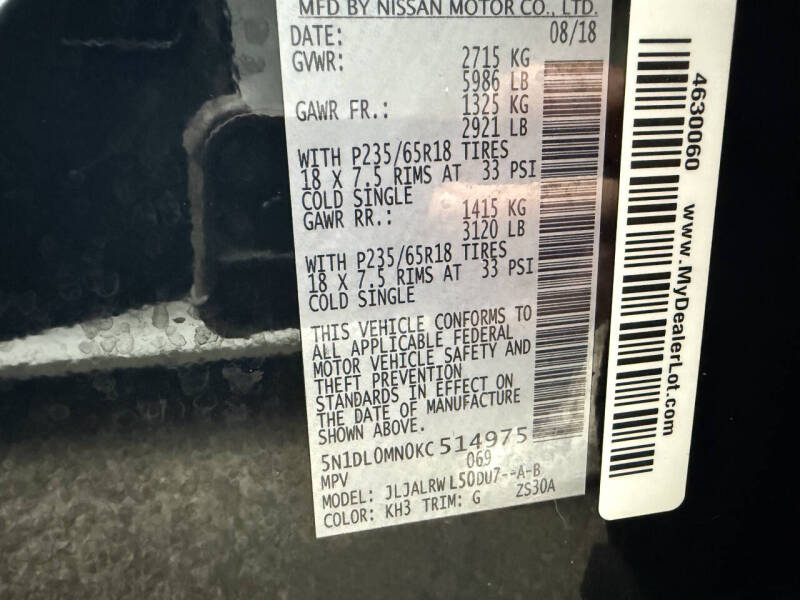 MFD BY NISSAN MOTOR CO., LTD.
DATE: 08/18
GVWR: 2715 KG
5986 LB
GAWR FR.: 1325 KG
2921 LB
WITH P235/65R18 TIRES
18 X 7.5 RIMS AT 33 PSI
COLD SINGLE
GAWR RR.: 1415 KG
3120 LB
WITH P235/65R18 TIRES
18 X 7.5 RIMS AT 33 PSI
COLD SINGLE
THIS VEHICLE CONFORMS TO
ALL APPLICABLE FEDERAL
MOTOR VEHICLE SAFETY AND
THEFT PREVENTION
STANDARDS IN EFFECT ON
THE DATE OF MANUFACTURE
SHOWN ABOVE.
5N1DL0MN0KC514975
MPV 069
MODEL: JLJALRWL50DU7--A-B
COLOR: KH3 TRIM: G ZS30A
4630060 www.MyDealerLot.com